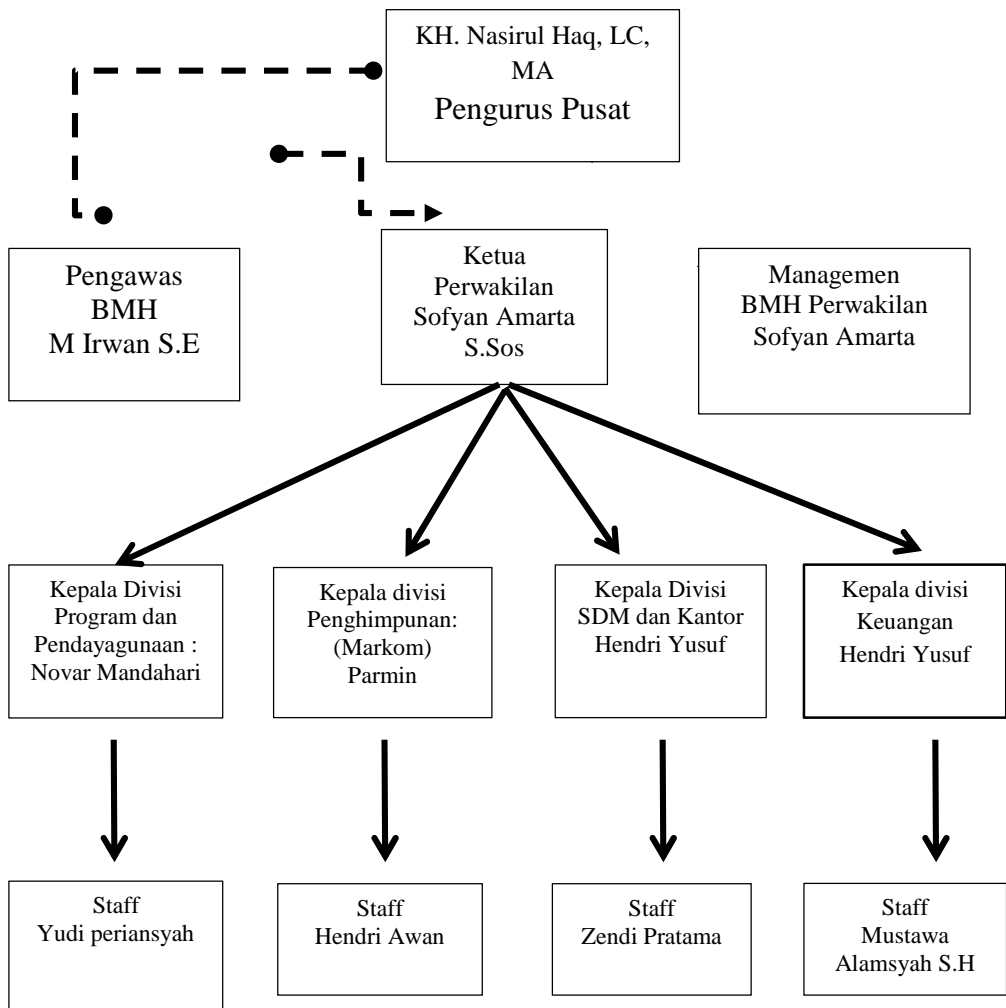 KH. Nasirul Haq, LC,
MA
Pengurus Pusat
Pengawas
BMH
M Irwan S.E
Ketua
Perwakilan
Sofyan Amarta
S.Sos
Managemen
BMH Perwakilan
Sofyan Amarta
Kepala Divisi
Program dan
Pendayagunaan :
Novar Mandahari
Kepala divisi
Penghimpunan:
(Markom)
Parmin
Kepala Divisi
SDM dan Kantor
Hendri Yusuf
Kepala divisi
Keuangan
Hendri Yusuf
Staff
Yudi periansyah
Staff
Hendri Awan
Staff
Zendi Pratama
Staff
Mustawa
Alamsyah S.H